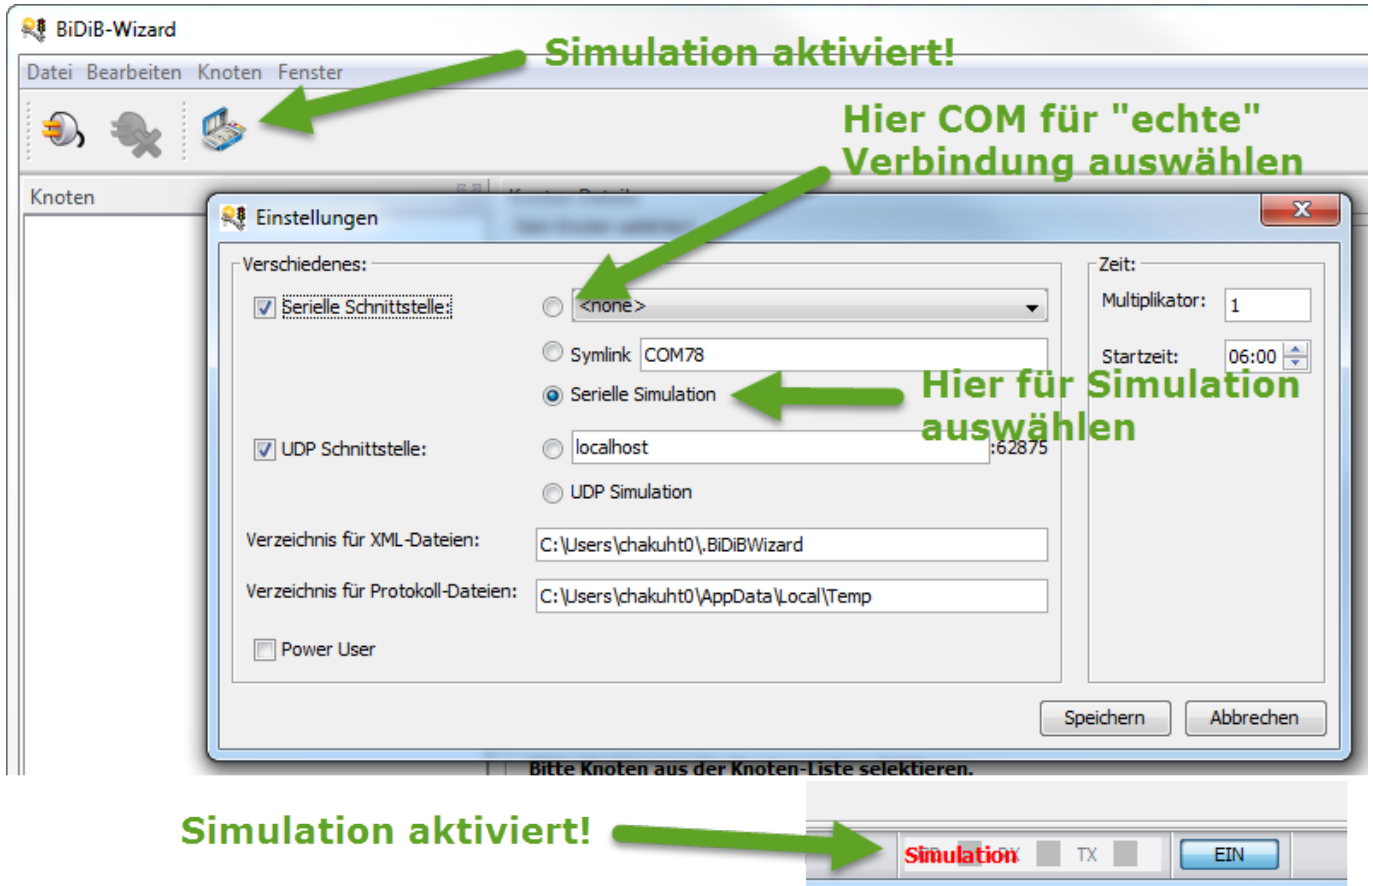 BiDiB-Wizard
Simulation aktiviert!
Datei Bearbeiten Knoten Fenster
Hier COM für "echte"
Verbindung auswählen
Knoten
Knoten-Details
Einstellungen
Verschiedenes:
Zeit:
Serielle Schnittstelle:
<none>
Multiplikator:
1
Symlink
COM78
Startzeit:
06:00
Serielle Simulation
Hier für Simulation
auswählen
UDP Schnittstelle:
localhost
:62875
UDP Simulation
Verzeichnis für XML-Dateien:
C:\Users\chakuht0\.BiDiBWizard
Verzeichnis für Protokoll-Dateien:
C:\Users\chakuht0\AppData\Local\Temp
Power User
Speichern
Abbrechen
Bitte Knoten aus der Knoten-Liste selektieren.
Simulation aktiviert!
Simulation
TX
EIN